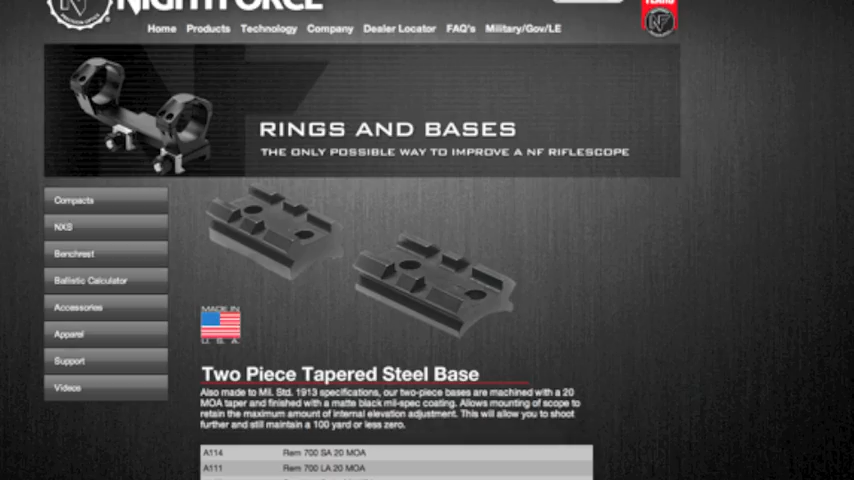 NIGHTFORCE
YEARS
NF
Home Products Technology Company Dealer Locator FAQ's Military/Gov/LE
RINGS AND BASES
THE ONLY POSSIBLE WAY TO IMPROVE A NF RIFLESCOPE
Compacts
NXS
Benchrest
Ballistic Calculator
Accessories
Apparel
Support
Videos
MADE IN
U. S. A.
Two Piece Tapered Steel Base
Also made to Mil. Std. 1913 specifications, our two-piece bases are machined with a 20
MOA taper and finished with a matte black mil-spec coating. Allows mounting of scope to
retain the maximum amount of internal elevation adjustment. This will allow you to shoot
further and still maintain a 100 yard or less zero.
A114 Rem 700 SA 20 MOA
A111 Rem 700 LA 20 MOA